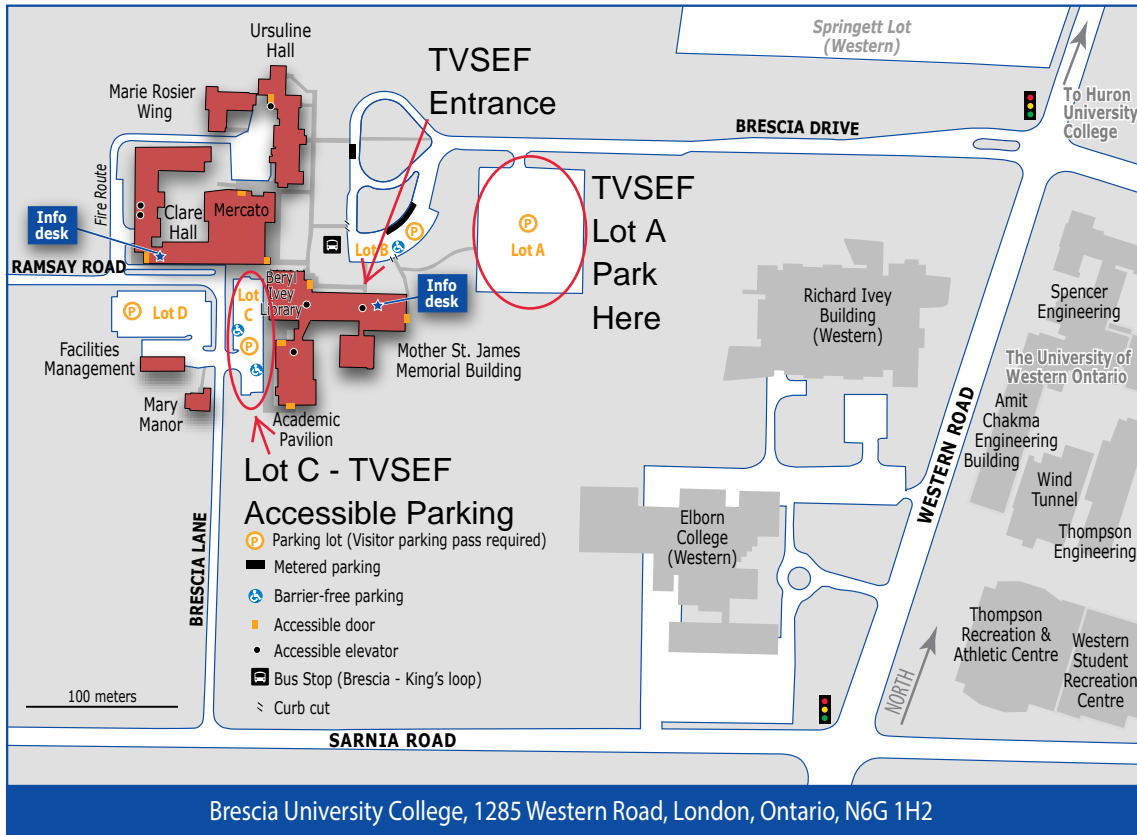 Springett Lot
(Western)
Ursuline
Hall
TVSEF
Entrance
Marie Rosier
Wing
To Huron
University
College
BRESCIA DRIVE
Fire Route
TVSEF
Lot A
Park
Here
Info
desk
Clare
Hall
Mercato
P
Lot A
P
Lot B
RAMSAY ROAD
Beryl
Ivey
Library
Info
desk
Lot
C
P
P
Lot D
Richard Ivey
Building
(Western)
Spencer
Engineering
Facilities
Management
Mother St. James
Memorial Building
The University of
Western Ontario
Mary
Manor
Academic
Pavilion
Amit
Chakma
Engineering
Building
WESTERN ROAD
Lot C - TVSEF
Accessible Parking
Wind
Tunnel
Elborn
College
(Western)
Thompson
Engineering
P Parking lot (Visitor parking pass required)
Metered parking
Barrier-free parking
Accessible door
Accessible elevator
Bus Stop (Brescia - King's loop)
Curb cut
BRESCIA LANE
Thompson
Recreation &
Athletic Centre
Western
Student
Recreation
Centre
NORTH
100 meters
SARNIA ROAD
Brescia University College, 1285 Western Road, London, Ontario, N6G 1H2